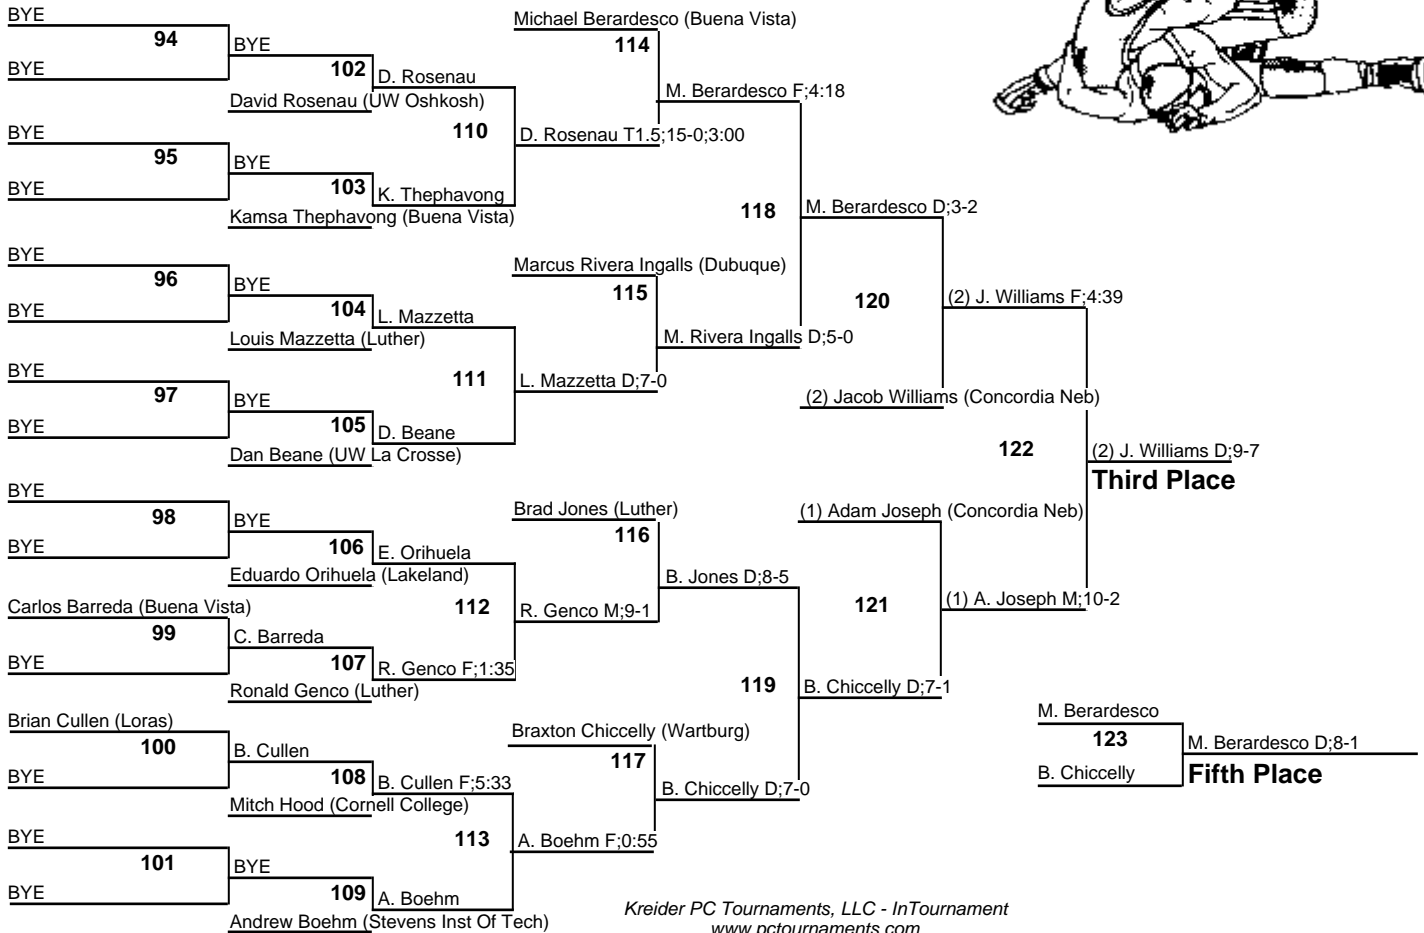 BYE
94
BYE
BYE
102
D. Rosenau
David Rosenau (UW Oshkosh)
110
BYE
95
BYE
BYE
103
K. Thephavong
Kamsa Thephavong (Buena Vista)
D. Rosenau T1.5;15-0;3:00
Michael Berardesco (Buena Vista)
114
M. Berardesco F;4:18
BYE
96
BYE
BYE
104
L. Mazzetta
Louis Mazzetta (Luther)
111
BYE
97
BYE
BYE
105
D. Beane
Dan Beane (UW La Crosse)
L. Mazzetta D;7-0
Marcus Rivera Ingalls (Dubuque)
115
M. Rivera Ingalls D;5-0
118
M. Berardesco D;3-2
120
(2) J. Williams F;4:39
(2) Jacob Williams (Concordia Neb)
122
(2) J. Williams D;9-7
Third Place
BYE
98
BYE
BYE
106
E. Orihuela
Eduardo Orihuela (Lakeland)
112
Carlos Barreda (Buena Vista)
99
C. Barreda
BYE
107
R. Genco F;1:35
Ronald Genco (Luther)
R. Genco M;9-1
Brad Jones (Luther)
116
B. Jones D;8-5
(1) Adam Joseph (Concordia Neb)
121
(1) A. Joseph M;10-2
119
B. Chiccelly D;7-1
Brian Cullen (Loras)
100
B. Cullen
BYE
108
B. Cullen F;5:33
Mitch Hood (Cornell College)
113
BYE
101
BYE
BYE
109
A. Boehm
Andrew Boehm (Stevens Inst Of Tech)
A. Boehm F;0:55
Braxton Chiccelly (Wartburg)
117
B. Chiccelly D;7-0
M. Berardesco
123
M. Berardesco D;8-1
B. Chiccelly
Fifth Place
Kreider PC Tournaments, LLC - InTournament
www.pctournaments.com